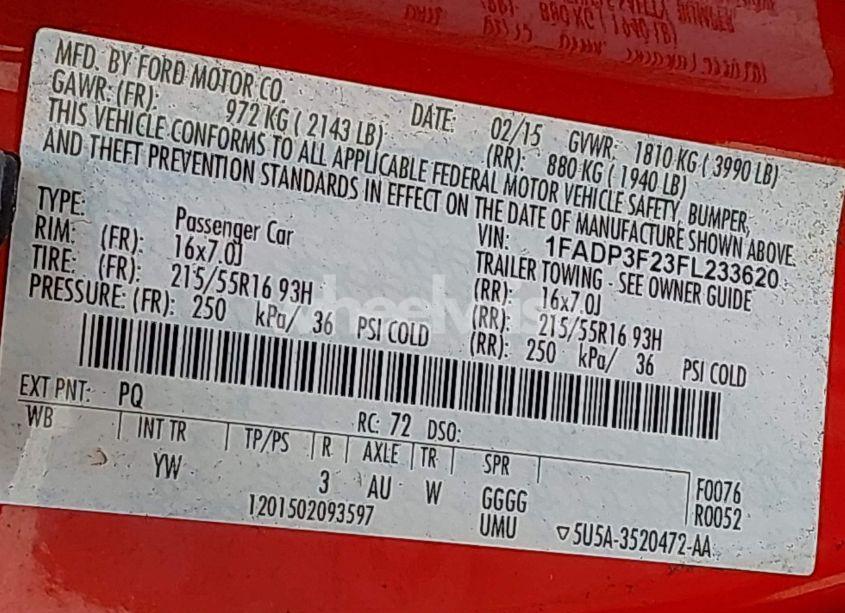 MFD. BY FORD MOTOR CO. DATE: 02/15 GVWR: 1810 KG ( 3990 LB)
GAWR: (FR): 972 KG ( 2143 LB) (RR): 880 KG ( 1940 LB)
THIS VEHICLE CONFORMS TO ALL APPLICABLE FEDERAL MOTOR VEHICLE SAFETY, BUMPER,
AND THEFT PREVENTION STANDARDS IN EFFECT ON THE DATE OF MANUFACTURE SHOWN ABOVE.
VIN: 1FADP3F23FL233620
TYPE: Passenger Car TRAILER TOWING - SEE OWNER GUIDE
RIM: (FR): 16x7.0J (RR): 16x7.0J
TIRE: (FR): 215/55R16 93H (RR): 215/55R16 93H
PRESSURE: (FR): 250 kPa/ 36 PSI COLD (RR): 250 kPa/ 36 PSI COLD
EXT PNT: PQ RC: 72 DSO:
WB INT TR TP/PS R AXLE TR SPR F0076
YW 3 AU W GGGG R0052
1201502093597 UMU ▽5U5A-3520472-AA